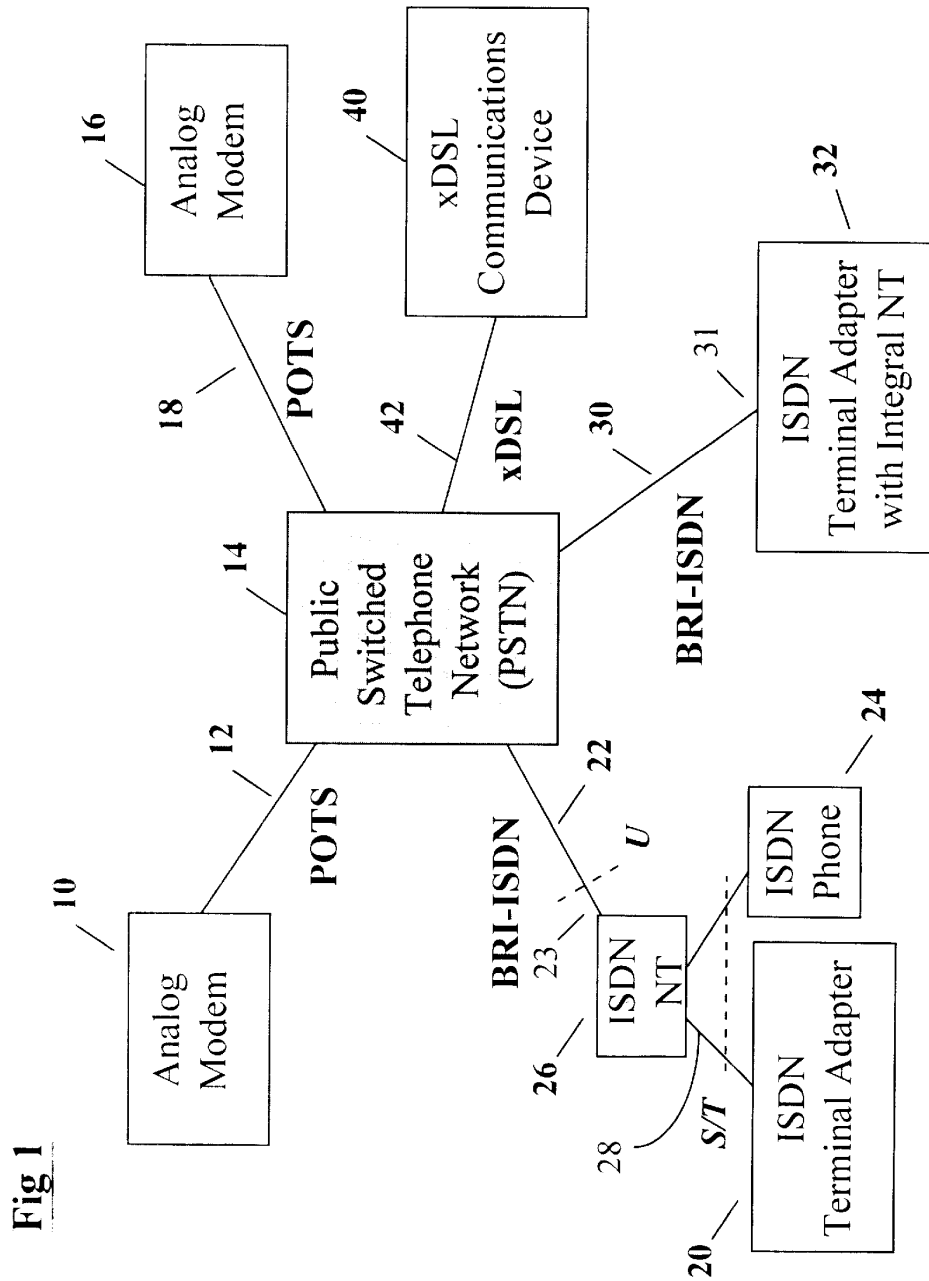 Fig 1
10
Analog
Modem
12
POTS
14
Public
Switched
Telephone
Network
(PSTN)
16
Analog
Modem
18
POTS
40
xDSL
Communications
Device
42
xDSL
BRI-ISDN
22
U
23
26
ISDN
NT
28
S/T
20
ISDN
Terminal Adapter
24
ISDN
Phone
BRI-ISDN
30
31
32
ISDN
Terminal Adapter
with Integral NT